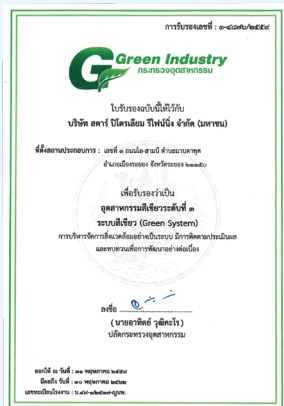 การรับรองเลขที่ : ๓-๔๘๗๖/๒๕๕๙
Green Industry
กระทรวงอุตสาหกรรม
ใบรับรองฉบับนี้ให้ไว้กับ
บริษัท สตาร์ ปิโตรเลียม รีไฟน์นิ่ง จำกัด (มหาชน)
ที่ตั้งสถานประกอบการ : เลขที่ ๑ ถนนไอ-สามบี ตำบลมาบตาพุด
อำเภอเมืองระยอง จังหวัดระยอง ๒๑๑๕๐
เพื่อรับรองว่าเป็น
อุตสาหกรรมสีเขียวระดับที่ ๓
ระบบสีเขียว (Green System)
การบริหารจัดการสิ่งแวดล้อมอย่างเป็นระบบ มีการติดตามประเมินผล
และทบทวนเพื่อการพัฒนาอย่างต่อเนื่อง
ลงชื่อ
(นายอาทิตย์ วุฒิคะโร)
ปลัดกระทรวงอุตสาหกรรม
ออกให้ ณ วันที่ : ๓๑ พฤษภาคม ๒๕๕๙
มีผลถึง วันที่ : ๓๐ พฤษภาคม ๒๕๖๒
เลขทะเบียนโรงงาน :